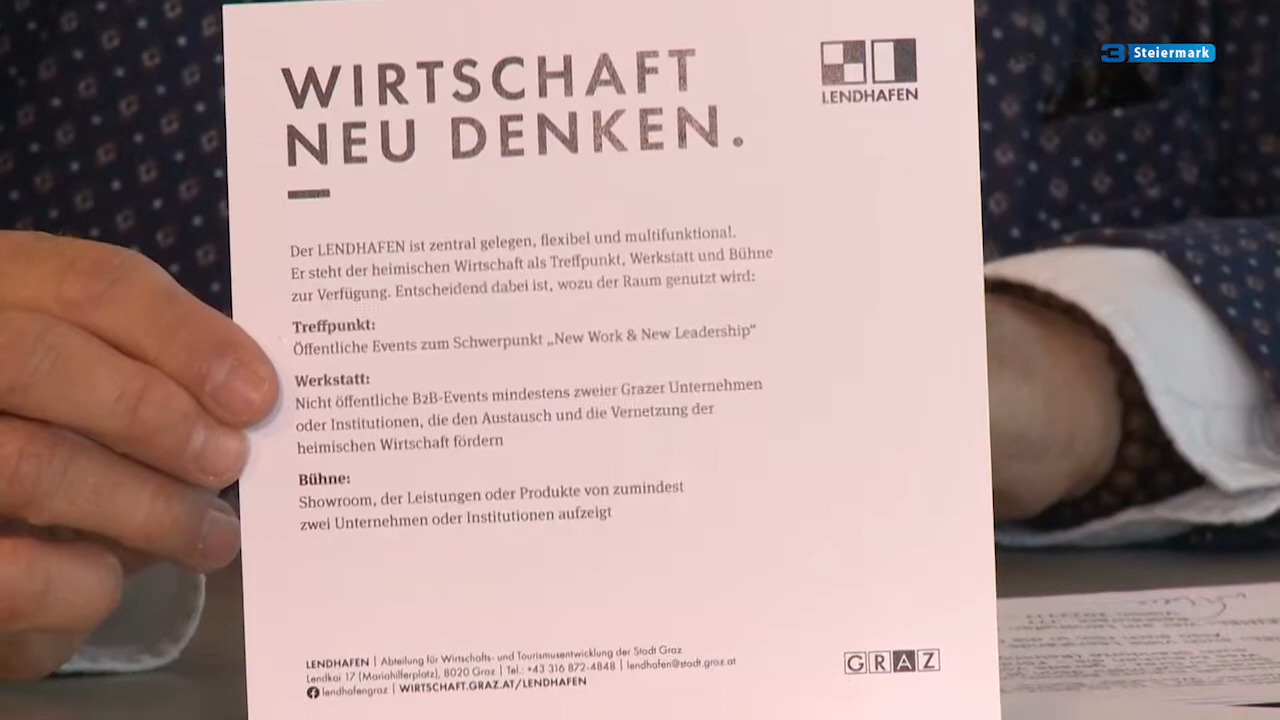 WIRTSCHAFT
NEU DENKEN.
LENDHAFEN
3 Steiermark
Der LENDHAFEN ist zentral gelegen, flexibel und multifunktional.
Er steht der heimischen Wirtschaft als Treffpunkt, Werkstatt und Bühne
zur Verfügung. Entscheidend dabei ist, wozu der Raum genutzt wird:
Treffpunkt:
Öffentliche Events zum Schwerpunkt „New Work & New Leadership“
Werkstatt:
Nicht öffentliche B2B-Events mindestens zweier Grazer Unternehmen
oder Institutionen, die den Austausch und die Vernetzung der
heimischen Wirtschaft fördern
Bühne:
Showroom, der Leistungen oder Produkte von zumindest
zwei Unternehmen oder Institutionen aufzeigt
LENDHAFEN | Abteilung für Wirtschafts- und Tourismusentwicklung der Stadt Graz
Lendkai 17 (Mariahilferplatz), 8020 Graz | Tel.: +43 316 872-4848 | lendhafen@stadt.graz.at
lendhafengraz | WIRTSCHAFT.GRAZ.AT/LENDHAFEN
GRAZ